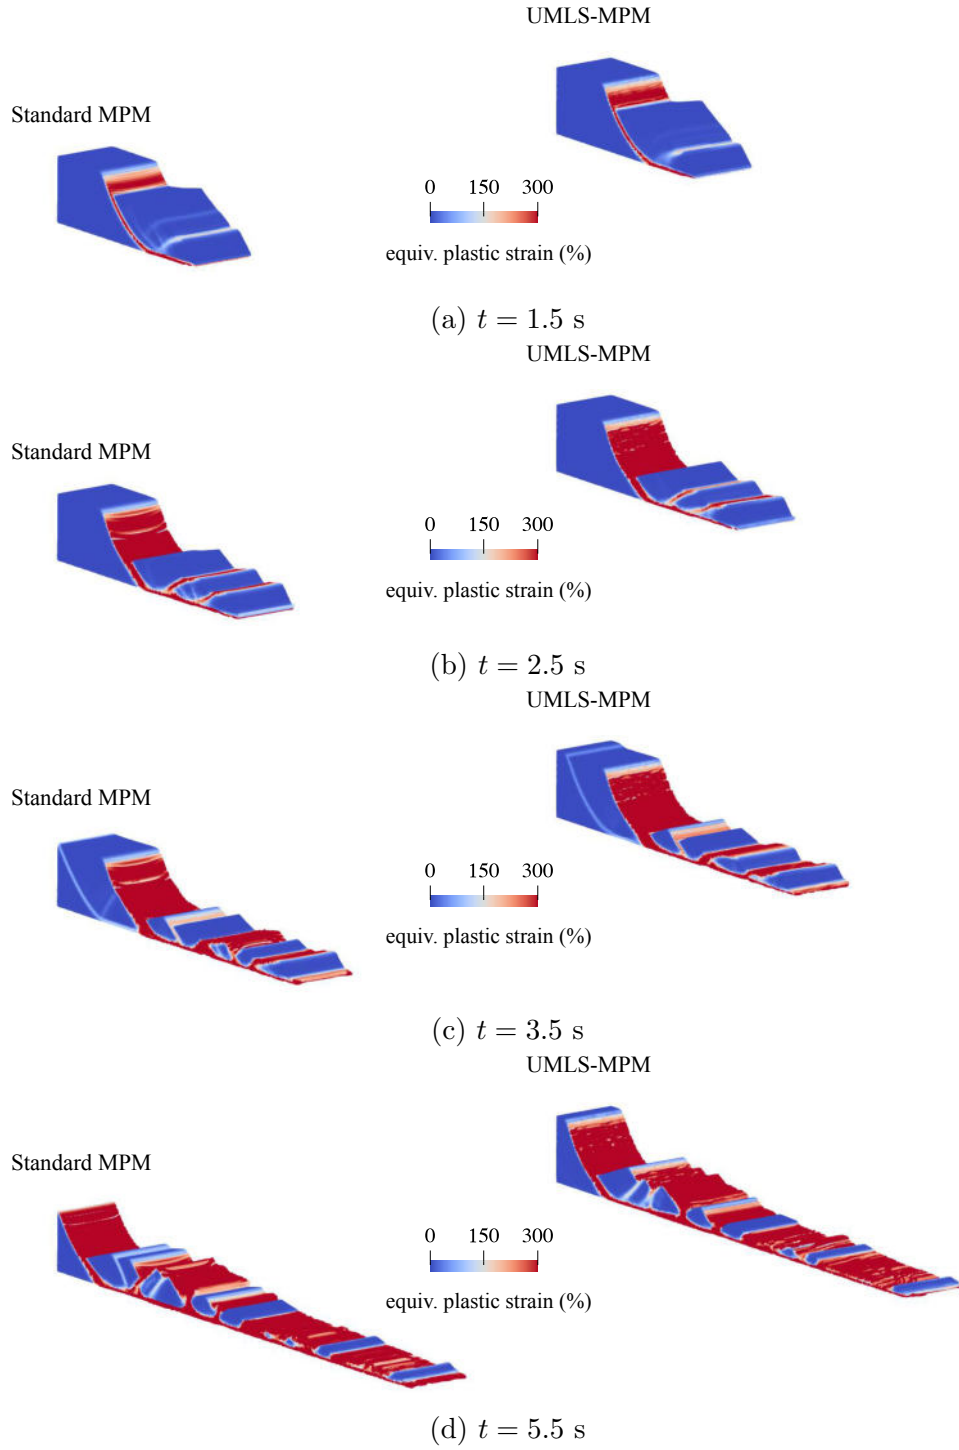 UMLS-MPM
Standard MPM
0 150 300
equiv. plastic strain (%)
(a) t = 1.5 s
UMLS-MPM
Standard MPM
0 150 300
equiv. plastic strain (%)
(b) t = 2.5 s
UMLS-MPM
Standard MPM
0 150 300
equiv. plastic strain (%)
(c) t = 3.5 s
UMLS-MPM
Standard MPM
0 150 300
equiv. plastic strain (%)
(d) t = 5.5 s